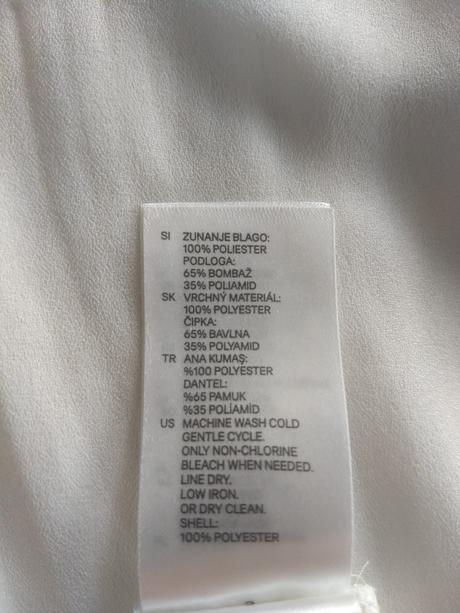 SI ZUNANJE BLAGO:
100% POLIESTER
PODLOGA:
65% BOMBAŽ
35% POLIAMID
SK VRCHNÝ MATERIÁL:
100% POLYESTER
ČIPKA:
65% BAVLNA
35% POLYAMID
TR ANA KUMAŞ:
%100 POLYESTER
DANTEL:
%65 PAMUK
%35 POLİAMİD
US MACHINE WASH COLD
GENTLE CYCLE.
ONLY NON-CHLORINE
BLEACH WHEN NEEDED.
LINE DRY.
LOW IRON.
OR DRY CLEAN.
SHELL:
100% POLYESTER